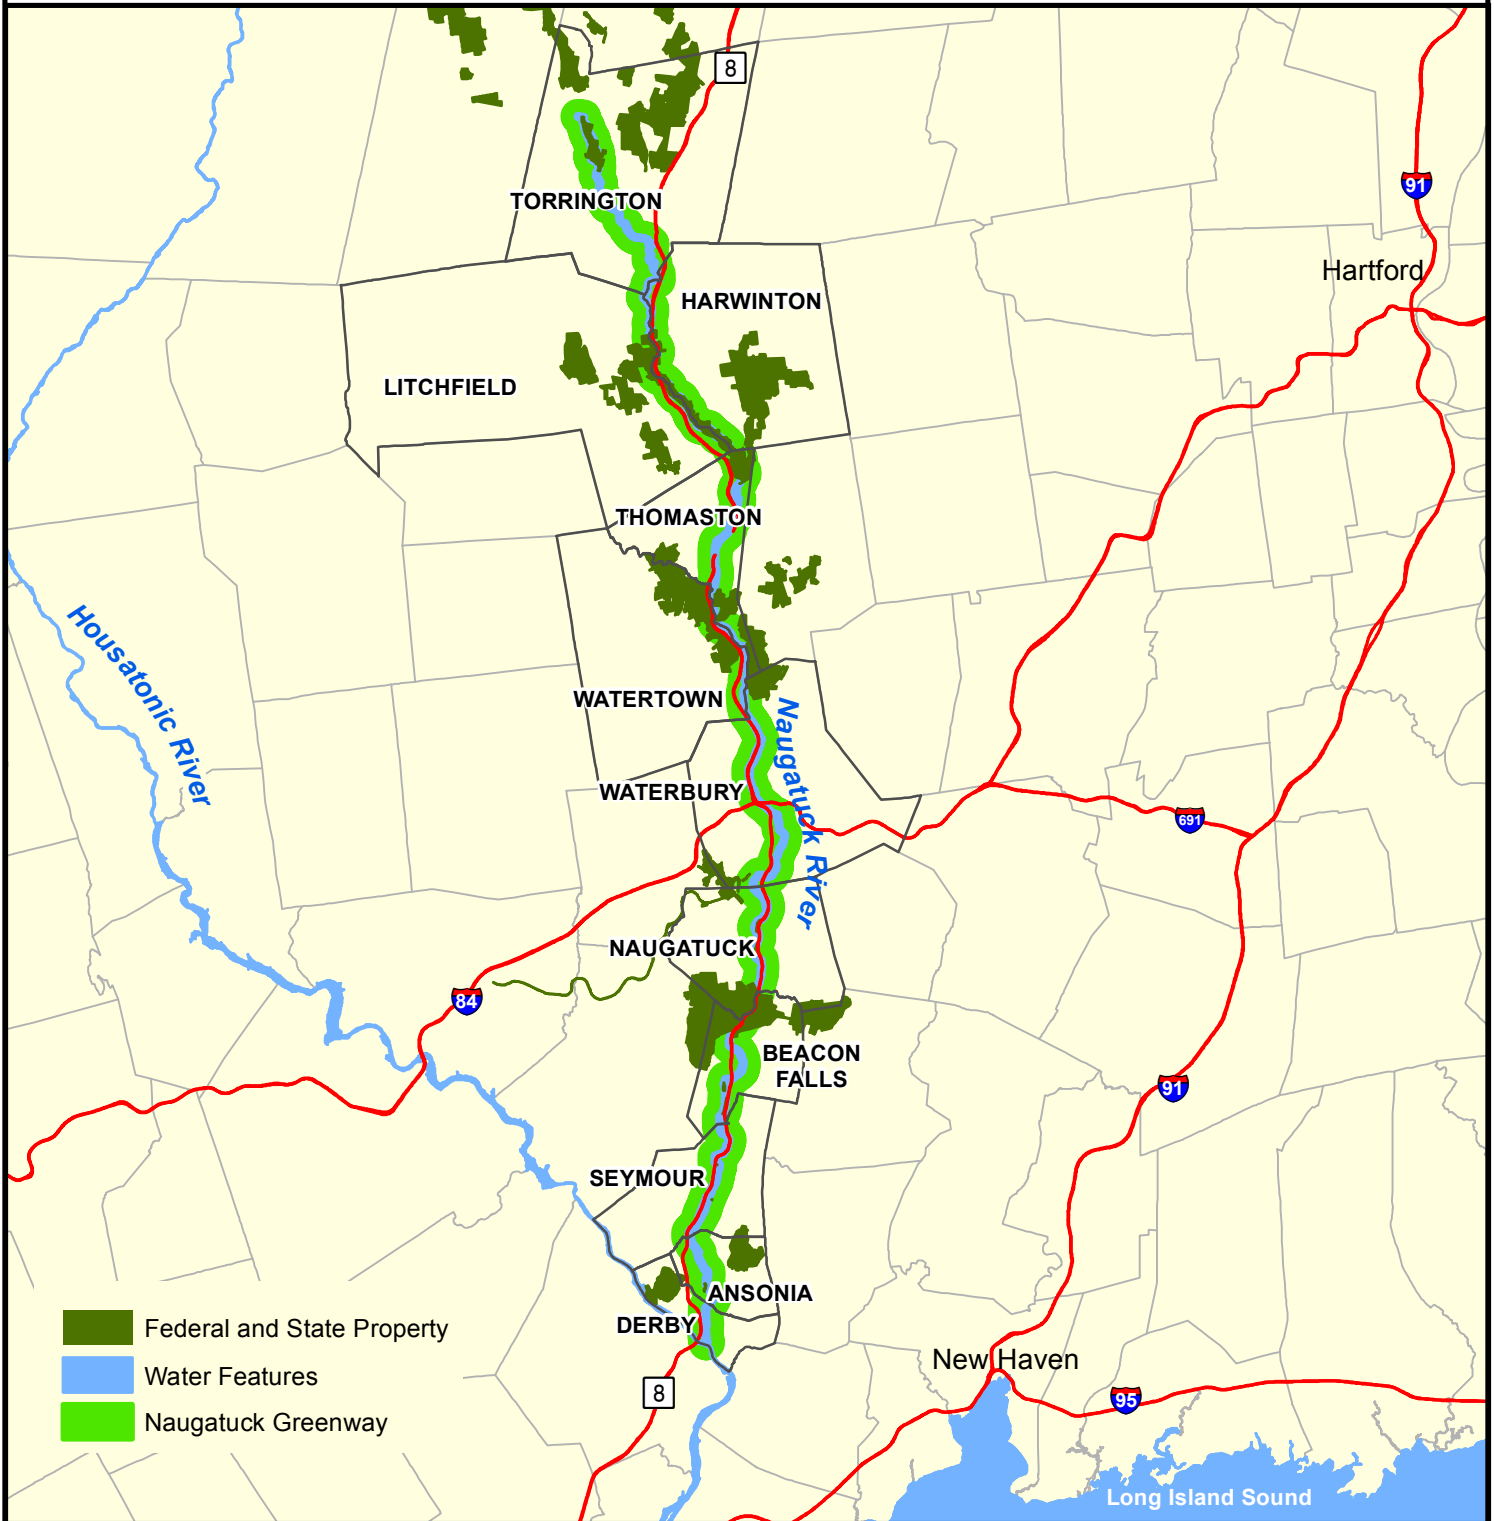 8
TORRINGTON
91
Hartford
HARWINTON
LITCHFIELD
THOMASTON
Housatonic River
WATERTOWN
Naugatuck River
WATERBURY
691
NAUGATUCK
84
BEACON
FALLS
91
SEYMOUR
ANSONIA
DERBY
Federal and State Property
Water Features
Naugatuck Greenway
New Haven
8
95
Long Island Sound